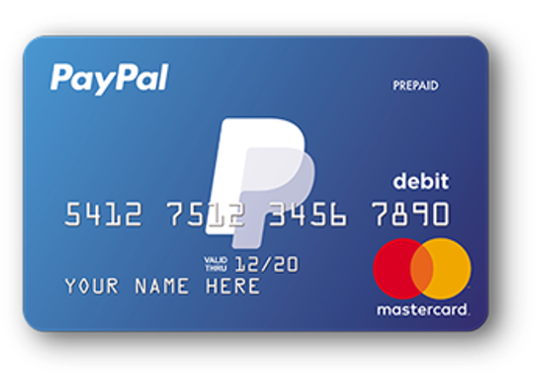 PayPal
PREPAID
debit
5412 7512 3456 7890
VALID THRU 12/20
YOUR NAME HERE
mastercard.